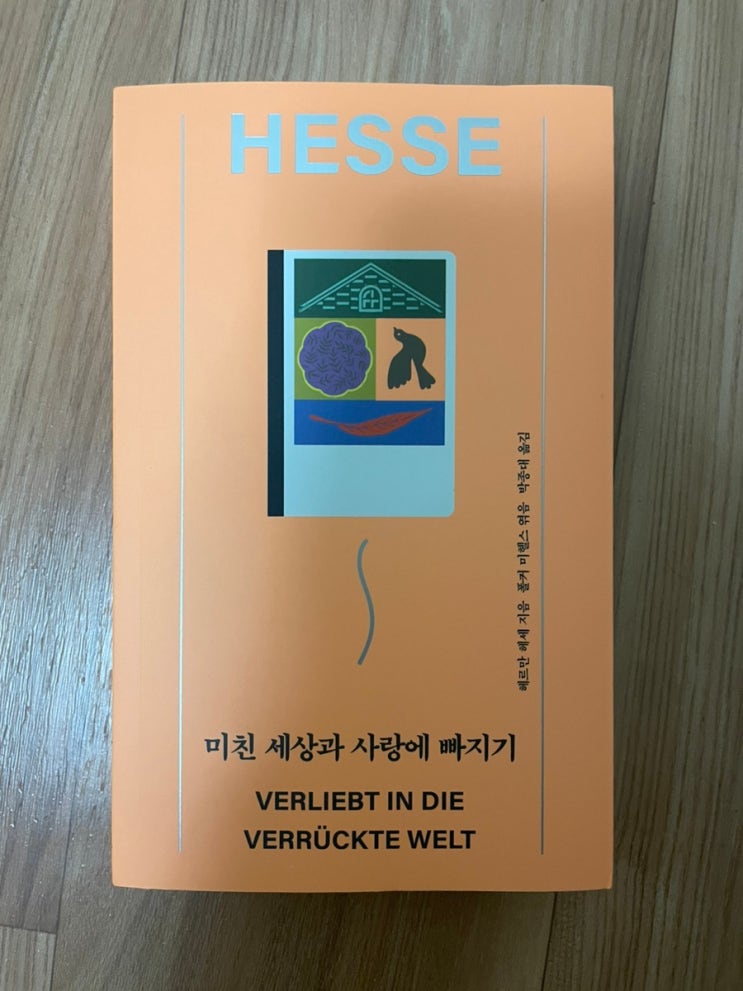 HESSE
헤르만 헤세 지음 폴커 미헬스 엮음 박종대 옮김
미친 세상과 사랑에 빠지기
VERLIEBT IN DIE
VERRÜCKTE WELT